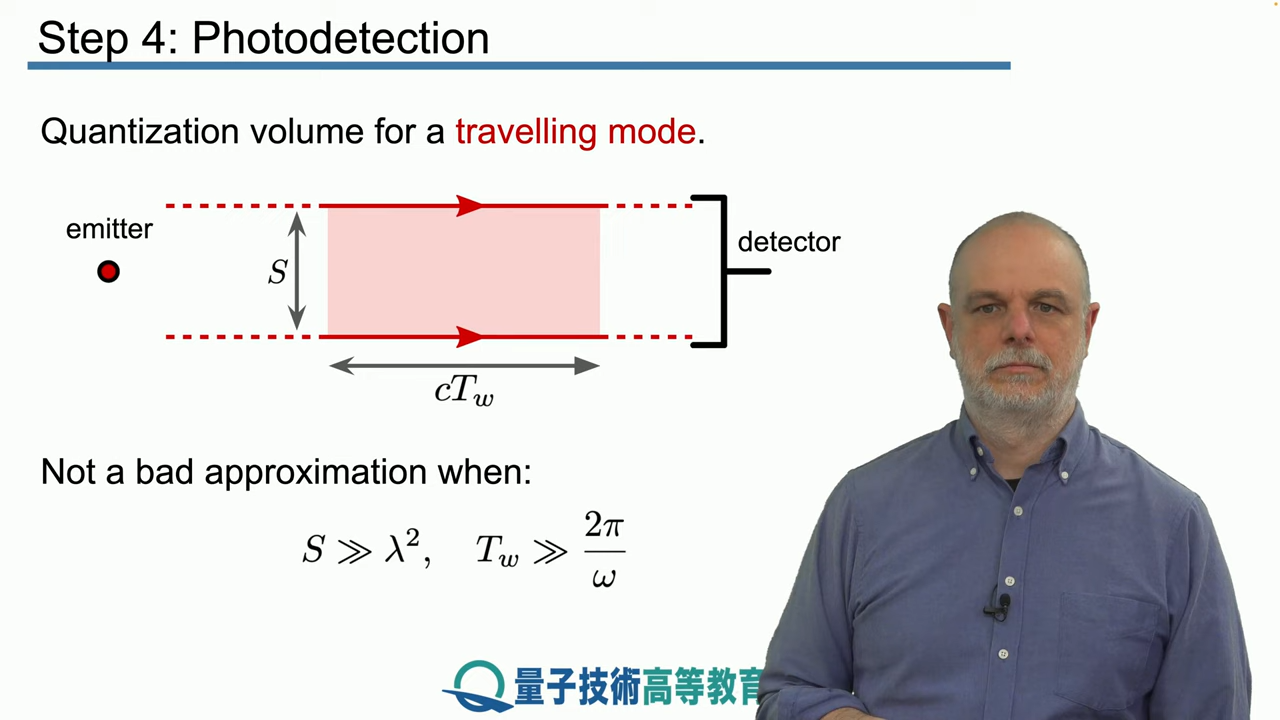 Step 4: Photodetection
Quantization volume for a travelling mode.
emitter
S
detector
cT_w
Not a bad approximation when:
S ≫ λ², T_w ≫ 2π/ω
量子技術高等教育